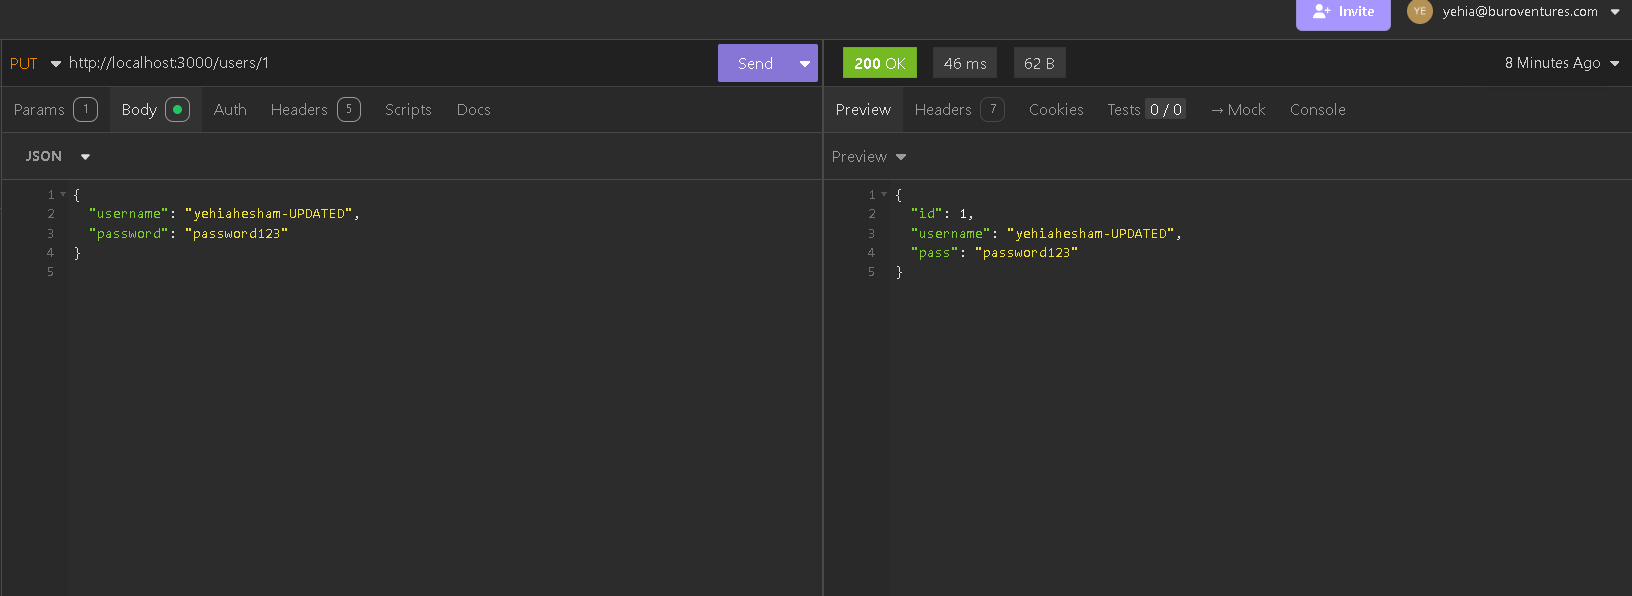 Invite YE yehia@buroventures.com
PUT http://localhost:3000/users/1 Send
200 OK 46 ms 62 B 8 Minutes Ago
Params 1 Body Auth Headers 5 Scripts Docs
Preview Headers 7 Cookies Tests 0 / 0 → Mock Console
JSON
Preview
1 {
2 "username": "yehiahesham-UPDATED",
3 "password": "password123"
4 }
5
1 {
2 "id": 1,
3 "username": "yehiahesham-UPDATED",
4 "pass": "password123"
5 }